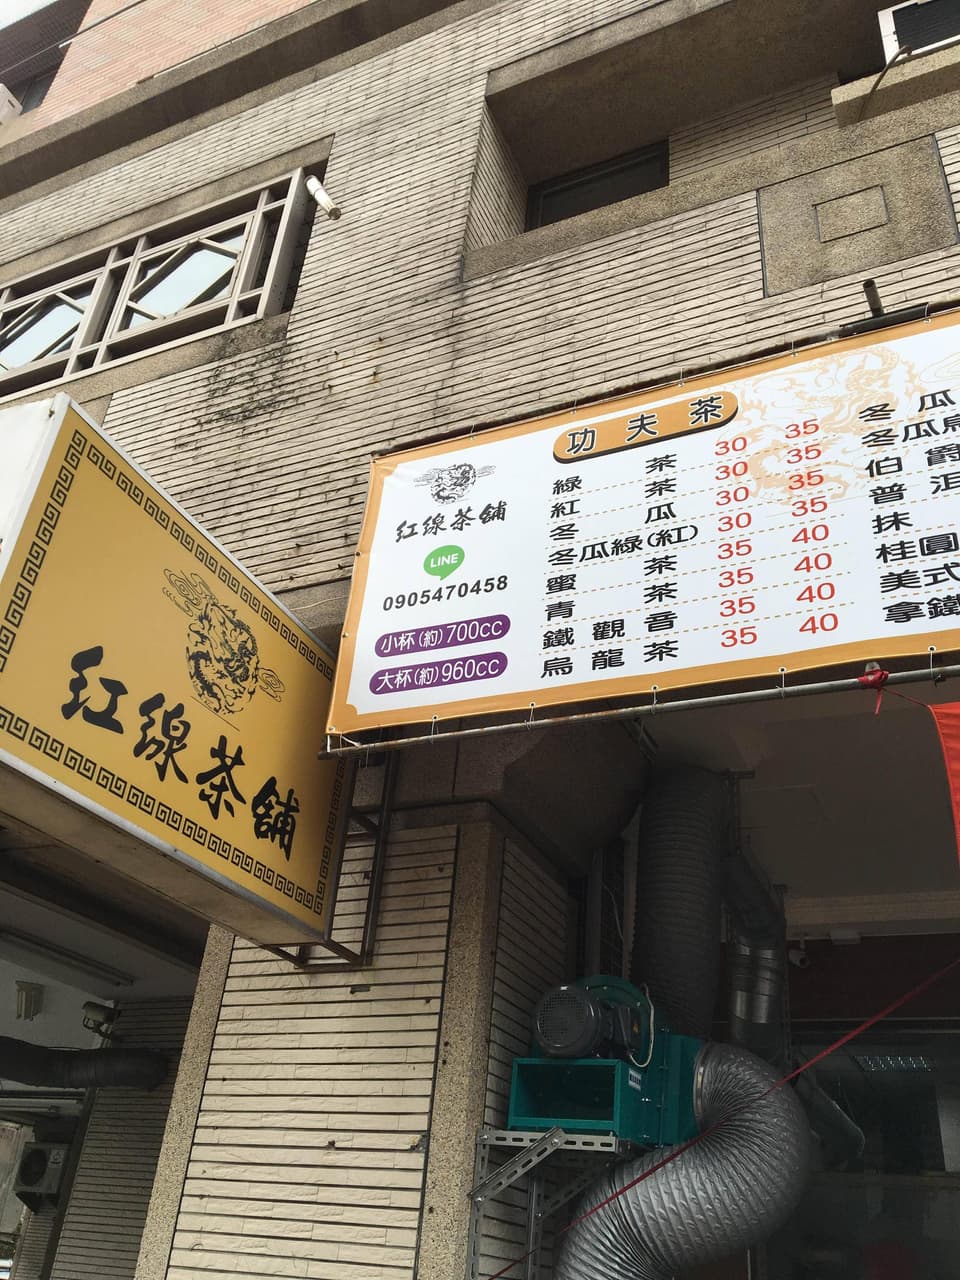 红線茶舖
红線茶舖
LINE
0905470458
小杯(約)700cc
大杯(約)960cc
功夫茶
綠茶 30 35
紅茶 30 35
冬瓜 30 35
冬瓜綠(紅) 30 35
蜜茶 35 40
青茶 35 40
鐵觀音 35 40
烏龍茶 35 40
冬瓜
冬瓜烏
伯爵
普洱
抹
桂圓
美式
拿鐵